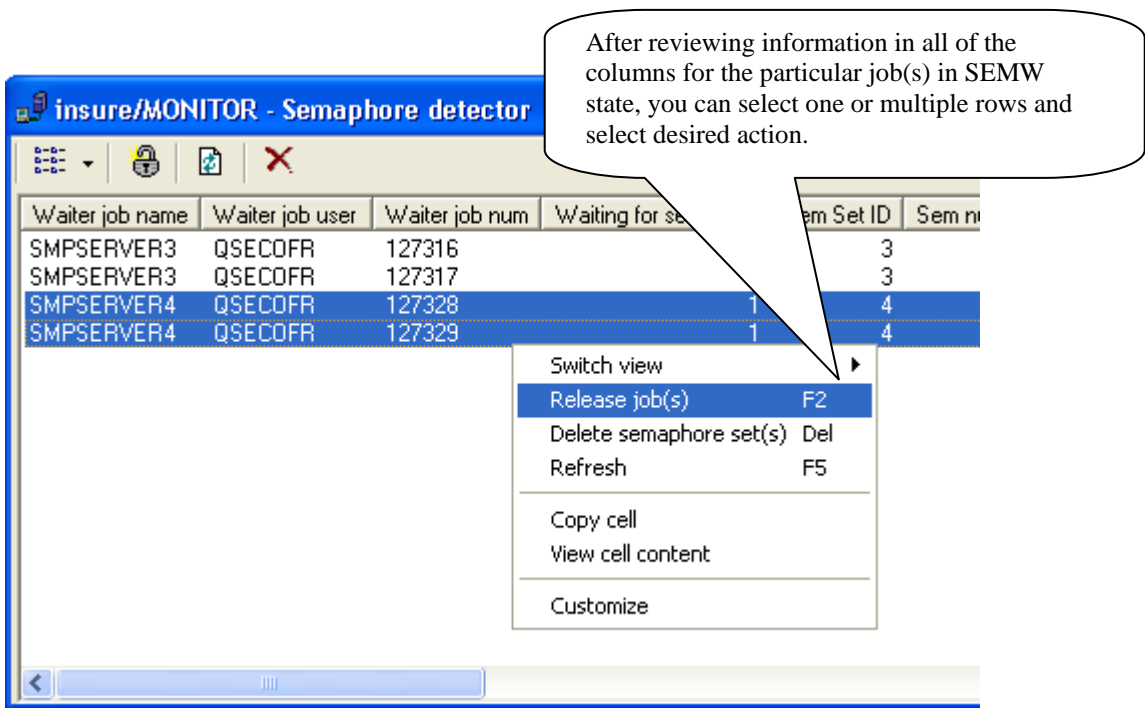 After reviewing information in all of the
columns for the particular job(s) in SEMW
state, you can select one or multiple rows and
select desired action.
insure/MONITOR - Semaphore detector
Waiter job name Waiter job user Waiter job num Waiting for Set ID Sem
SMPSERVER3 QSECOFR 127316 3
SMPSERVER3 QSECOFR 127317 3
SMPSERVER4 QSECOFR 127328 1 4
SMPSERVER4 QSECOFR 127329 1 4
Switch view
Release job(s) F2
Delete semaphore set(s) Del
Refresh F5
Copy cell
View cell content
Customize